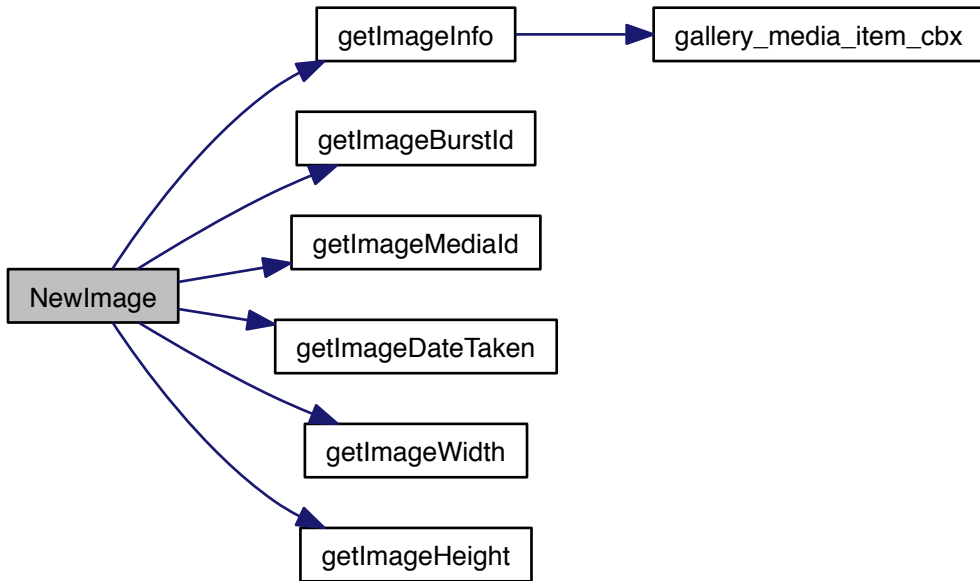 getImageInfo
gallery_media_item_cbx
getImageBurstId
getImageMediaId
NewImage
getImageDateTaken
getImageWidth
getImageHeight